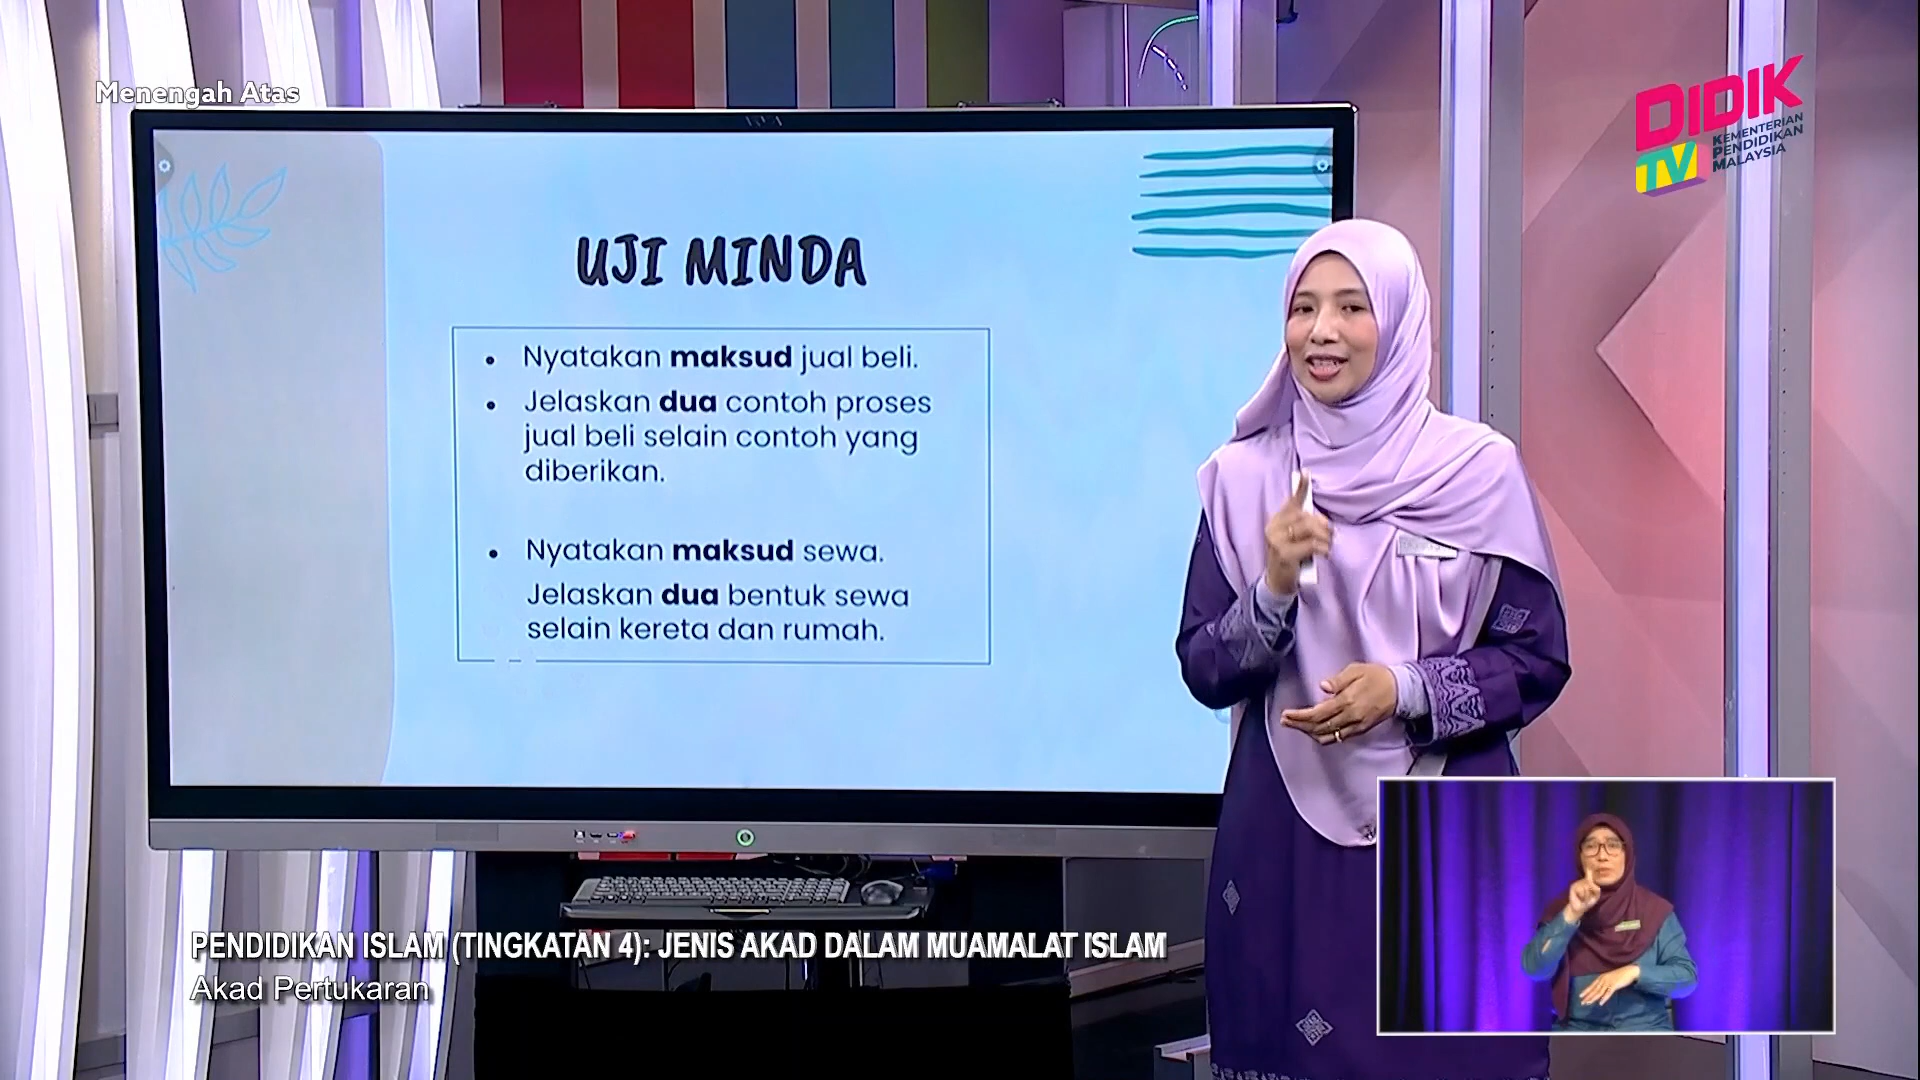 Menengah Atas
DIDIK
TV
KEMENTERIAN
PENDIDIKAN
MALAYSIA
UJI MINDA
• Nyatakan maksud jual beli.
• Jelaskan dua contoh proses
jual beli selain contoh yang
diberikan.
• Nyatakan maksud sewa.
Jelaskan dua bentuk sewa
selain kereta dan rumah.
PENDIDIKAN ISLAM (TINGKATAN 4): JENIS AKAD DALAM MUAMALAT ISLAM
Akad Pertukaran